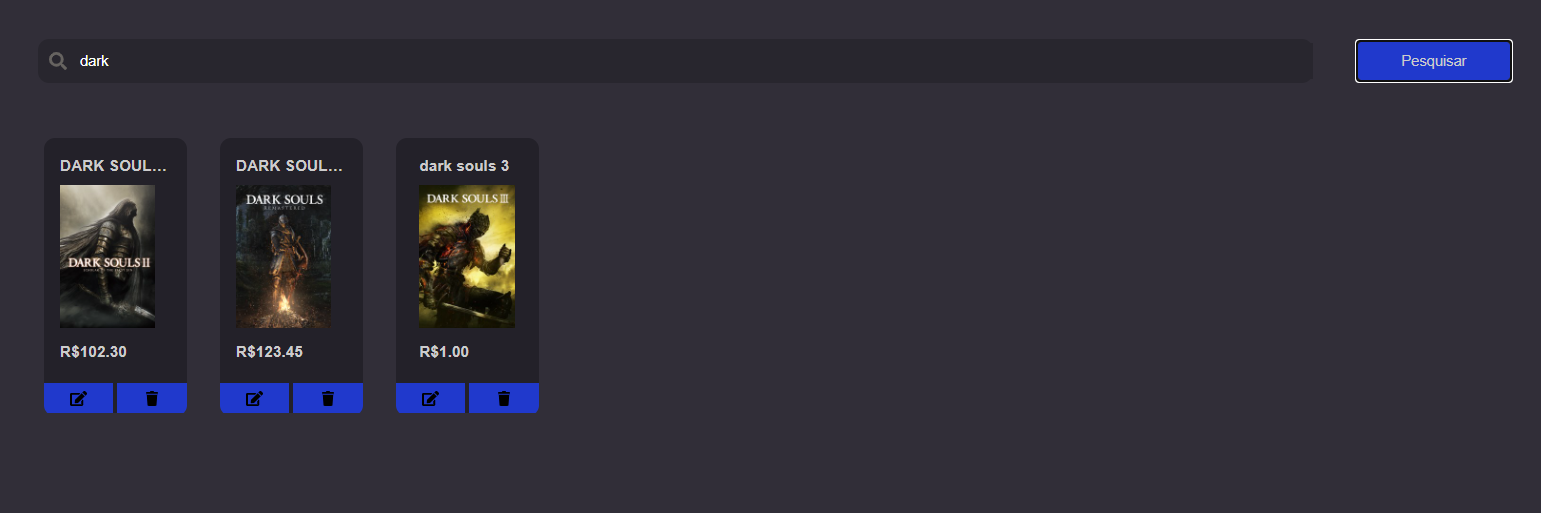 dark
Pesquisar
DARK SOUL...
DARK SOUL...
dark souls 3
DARK SOULS II
DARK SOULS
REMASTERED
DARK SOULS III
R$102.30
R$123.45
R$1.00